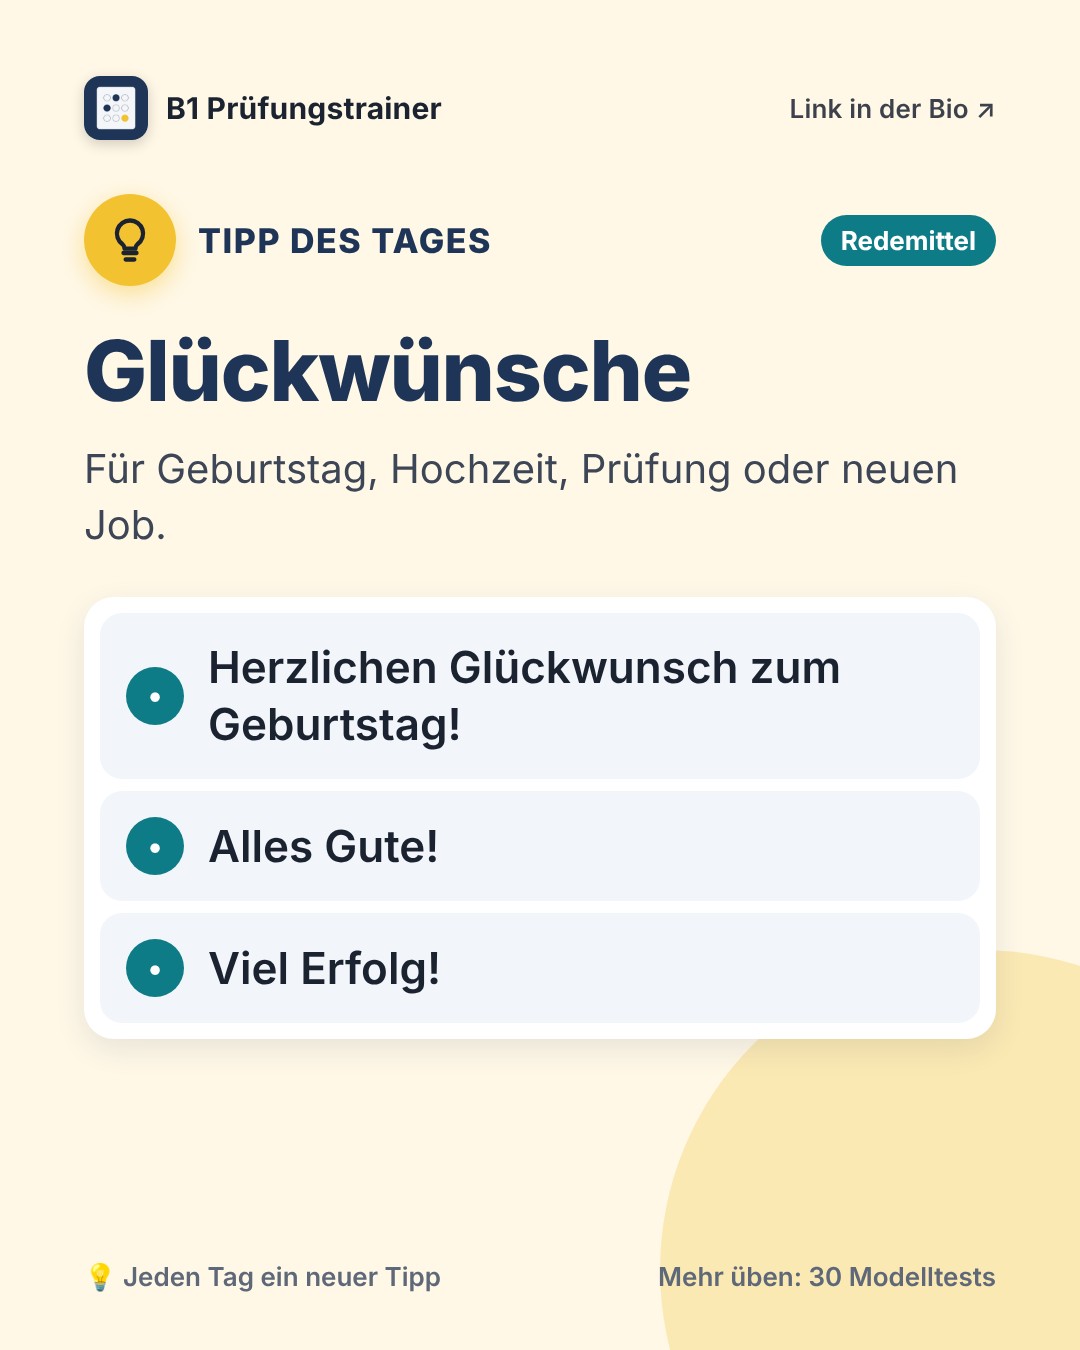 B1 Prüfungstrainer
Link in der Bio ↗
TIPP DES TAGES
Redemittel
Glückwünsche
Für Geburtstag, Hochzeit, Prüfung oder neuen
Job.
Herzlichen Glückwunsch zum
Geburtstag!
Alles Gute!
Viel Erfolg!
💡 Jeden Tag ein neuer Tipp
Mehr üben: 30 Modelltests